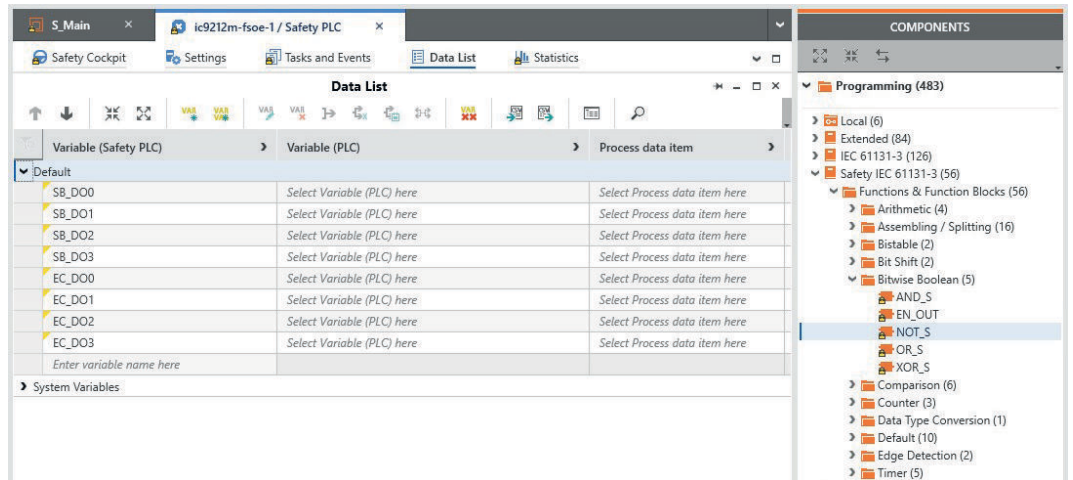 S_Main ×
ic9212m-fsoe-1 / Safety PLC ×
Safety Cockpit
Settings
Tasks and Events
Data List
Statistics
Data List
Variable (Safety PLC)
Variable (PLC)
Process data item
Default
SB_DO0 Select Variable (PLC) here Select Process data item here
SB_DO1 Select Variable (PLC) here Select Process data item here
SB_DO2 Select Variable (PLC) here Select Process data item here
SB_DO3 Select Variable (PLC) here Select Process data item here
EC_DO0 Select Variable (PLC) here Select Process data item here
EC_DO1 Select Variable (PLC) here Select Process data item here
EC_DO2 Select Variable (PLC) here Select Process data item here
EC_DO3 Select Variable (PLC) here Select Process data item here
Enter variable name here
System Variables
COMPONENTS
Programming (483)
Local (6)
Extended (84)
IEC 61131-3 (126)
Safety IEC 61131-3 (56)
Functions & Function Blocks (56)
Arithmetic (4)
Assembling / Splitting (16)
Bistable (2)
Bit Shift (2)
Bitwise Boolean (5)
AND_S
EN_OUT
NOT_S
OR_S
XOR_S
Comparison (6)
Counter (3)
Data Type Conversion (1)
Default (10)
Edge Detection (2)
Timer (5)